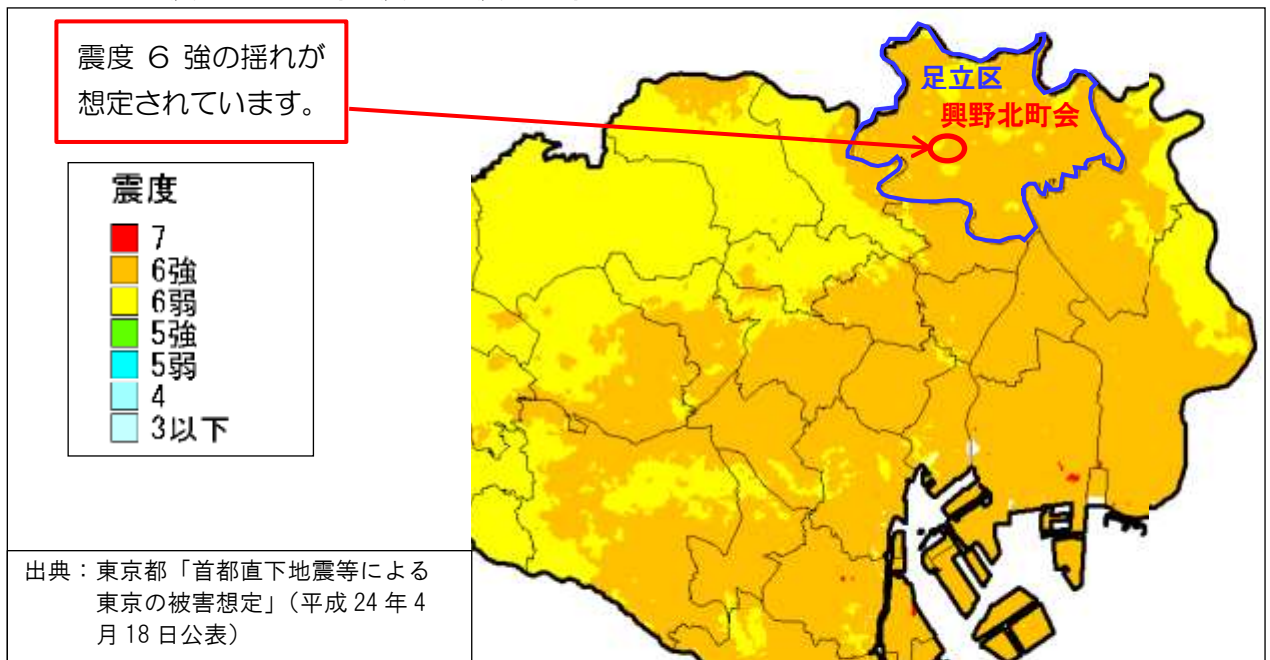 震度 6 強の揺れが
想定されています。
足立区
興野北町会
震度
7
6強
6弱
5強
5弱
4
3以下
出典：東京都「首都直下地震等による
東京の被害想定」（平成 24 年 4
月 18 日公表）